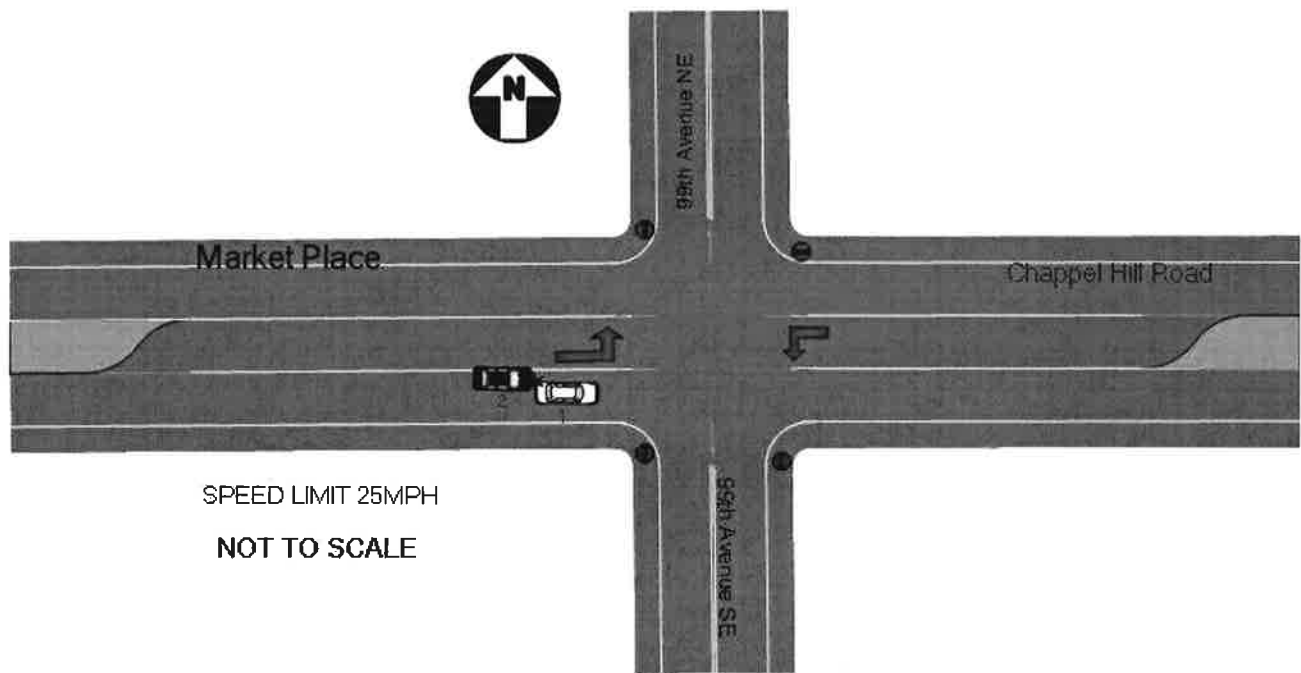 99th Avenue NE
N
Market Place
Chappel Hill Road
2
1
SPEED LIMIT 25MPH
NOT TO SCALE
99th Avenue SE